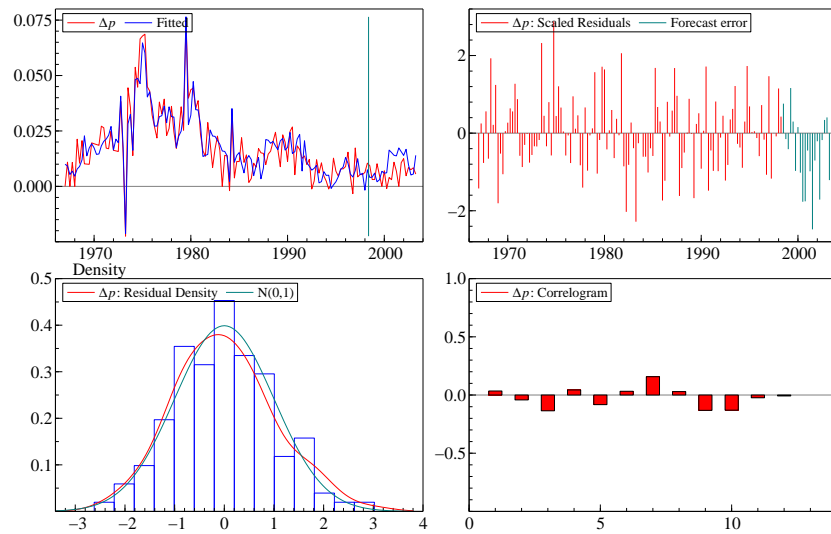 Δp Fitted
0.075
0.050
0.025
0.000
1970 1980 1990 2000
Δp: Scaled Residuals Forecast error
2
0
−2
1970 1980 1990 2000
Density
Δp: Residual Density N(0,1)
0.5
0.4
0.3
0.2
0.1
−3 −2 −1 0 1 2 3 4
Δp: Correlogram
1.0
0.5
0.0
−0.5
0 5 10